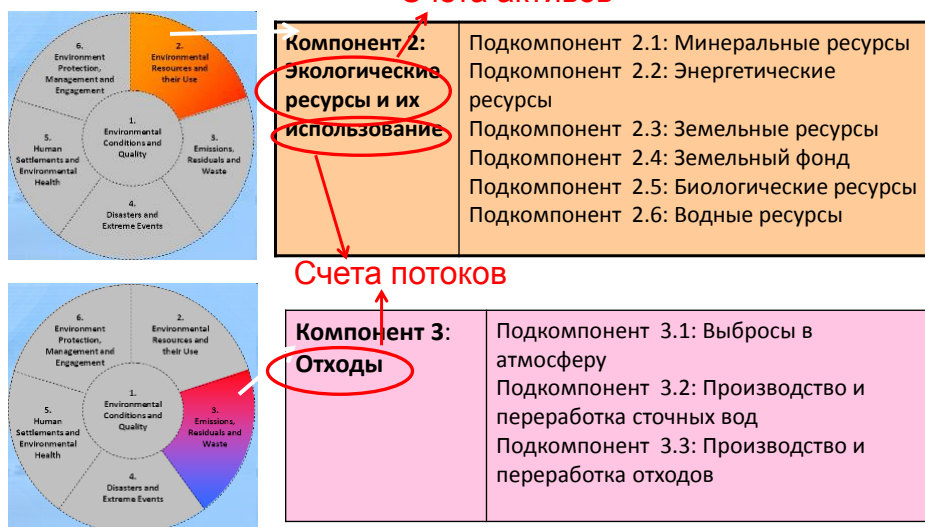 Счета активов
6.
Environment
Protection,
Management and
Engagement
2.
Environmental
Resources and
their Use
1.
Environmental
Conditions and
Quality
5.
Human
Settlements and
Environmental
Health
3.
Emissions,
Residuals and
Waste
4.
Disasters and
Extreme Events
Компонент 2:
Экологические
ресурсы и их
использование
Подкомпонент 2.1: Минеральные ресурсы
Подкомпонент 2.2: Энергетические
ресурсы
Подкомпонент 2.3: Земельные ресурсы
Подкомпонент 2.4: Земельный фонд
Подкомпонент 2.5: Биологические ресурсы
Подкомпонент 2.6: Водные ресурсы
Счета потоков
6.
Environment
Protection,
Management and
Engagement
2.
Environmental
Resources and
their Use
1.
Environmental
Conditions and
Quality
5.
Human
Settlements and
Environmental
Health
3.
Emissions,
Residuals and
Waste
4.
Disasters and
Extreme Events
Компонент 3:
Отходы
Подкомпонент 3.1: Выбросы в
атмосферу
Подкомпонент 3.2: Производство и
переработка сточных вод
Подкомпонент 3.3: Производство и
переработка отходов